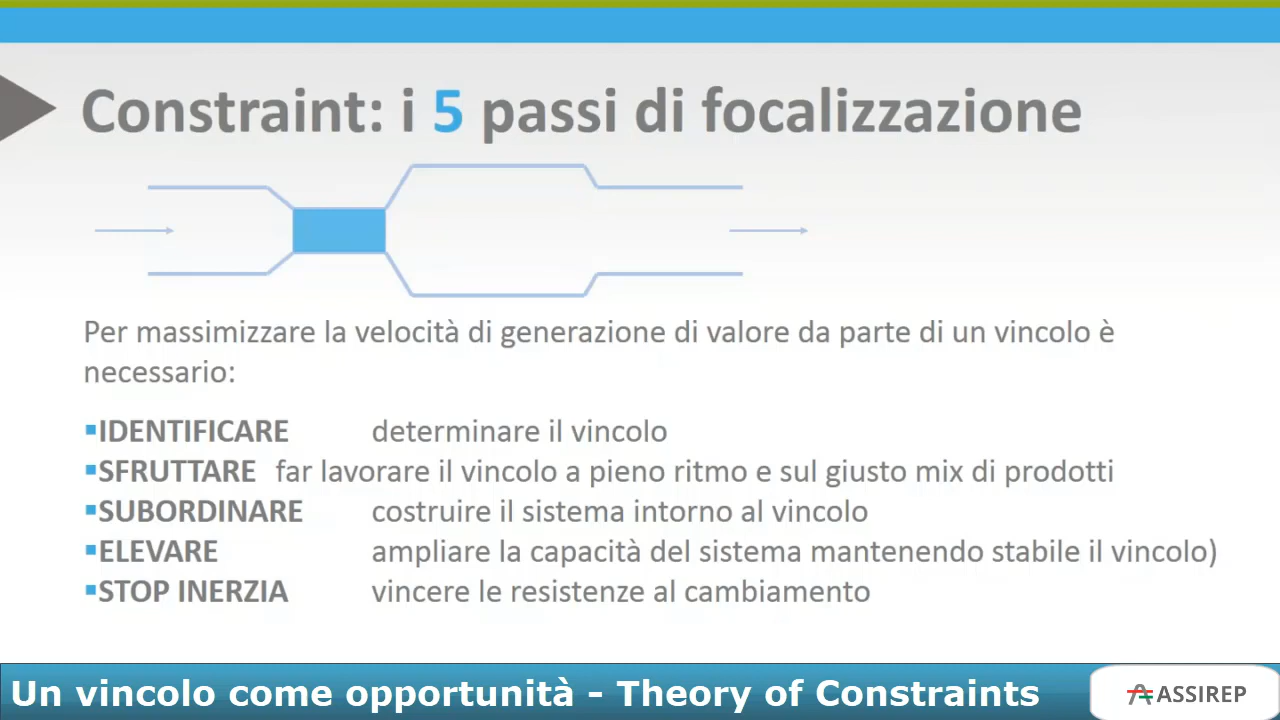 Constraint: i 5 passi di focalizzazione
Per massimizzare la velocità di generazione di valore da parte di un vincolo è
necessario:
▪IDENTIFICARE determinare il vincolo
▪SFRUTTARE far lavorare il vincolo a pieno ritmo e sul giusto mix di prodotti
▪SUBORDINARE costruire il sistema intorno al vincolo
▪ELEVARE ampliare la capacità del sistema mantenendo stabile il vincolo)
▪STOP INERZIA vincere le resistenze al cambiamento
Un vincolo come opportunità - Theory of Constraints
ASSIREP